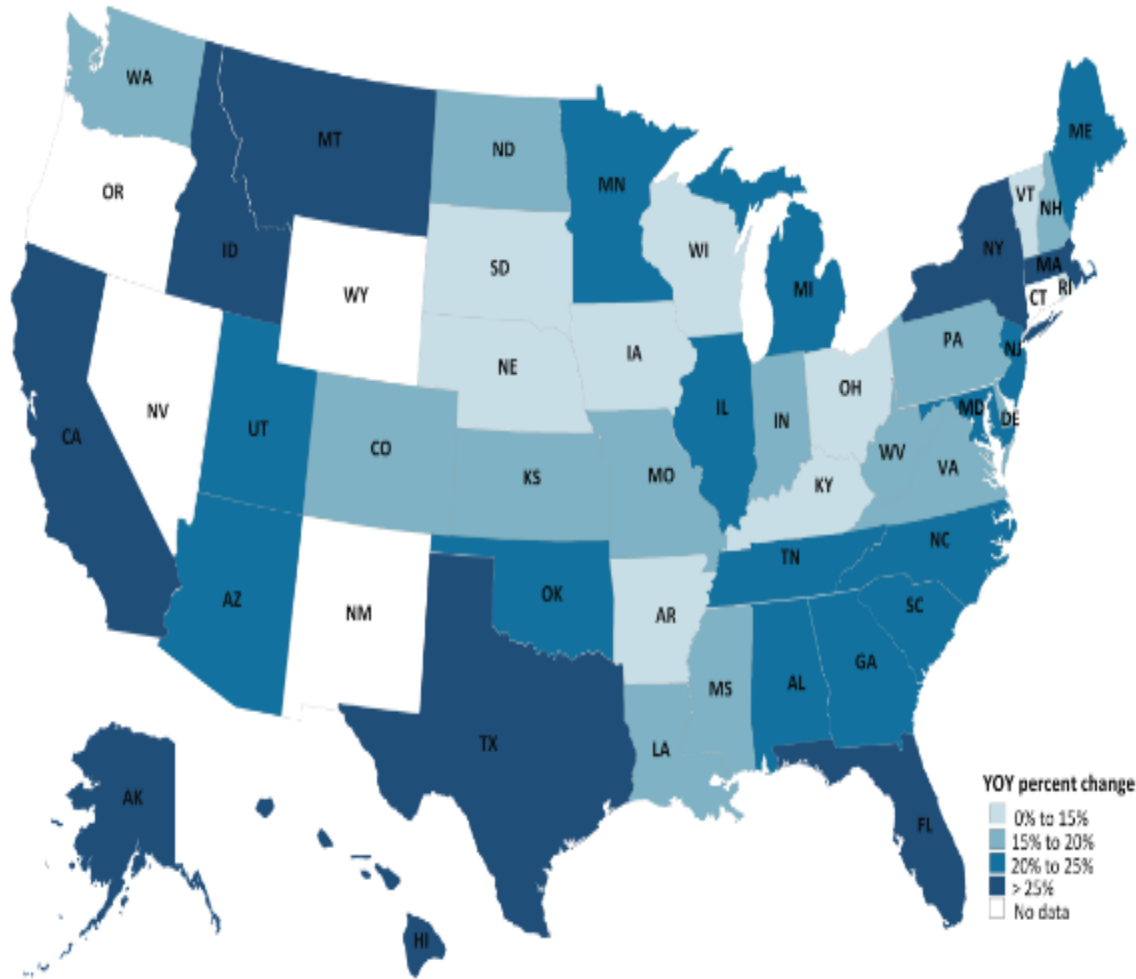 WA
MT
ND
MN
ME
OR
ID
SD
WI
VT
NH
NY
MA
WY
MI
CT
RI
NE
IA
PA
NJ
NV
UT
CO
IL
IN
OH
MD
DE
CA
KS
MO
WV
VA
KY
AZ
NM
OK
TN
NC
AR
SC
MS
AL
GA
TX
LA
AK
FL
HI
YOY percent change
0% to 15%
15% to 20%
20% to 25%
> 25%
No data